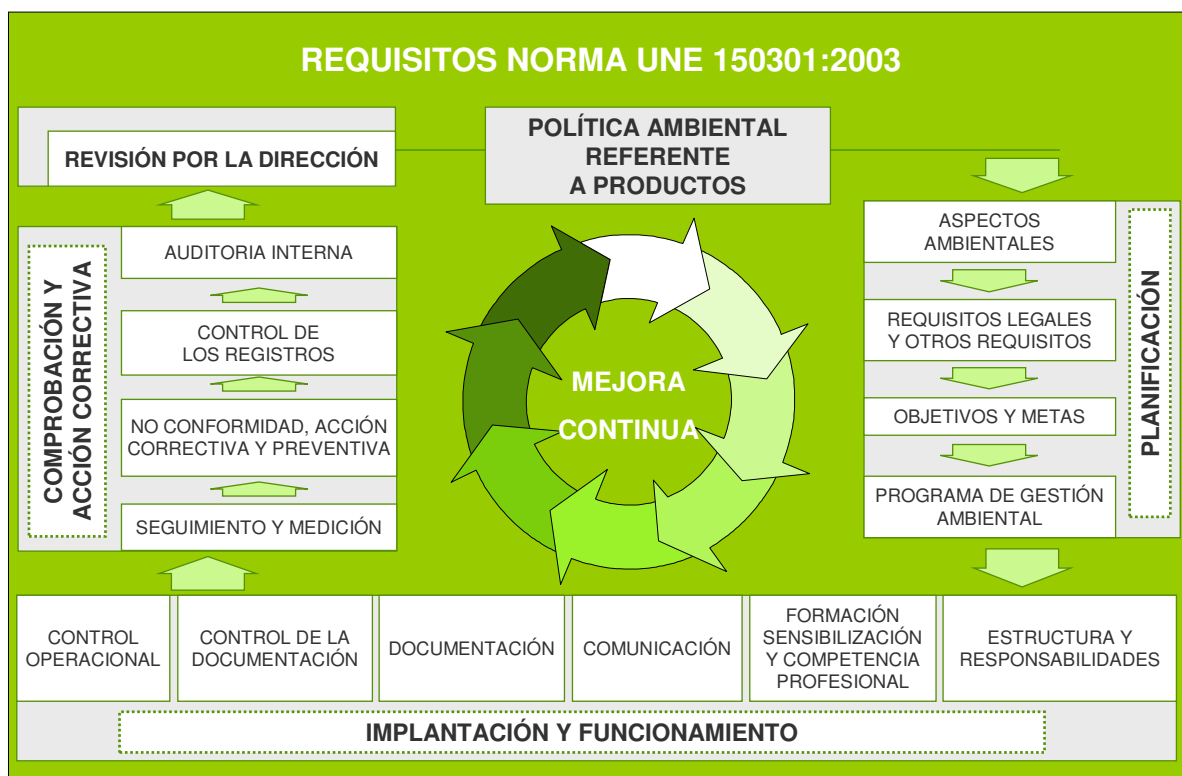 REQUISITOS NORMA UNE 150301:2003
POLÍTICA AMBIENTAL
REFERENTE
A PRODUCTOS
REVISIÓN POR LA DIRECCIÓN
ASPECTOS
AMBIENTALES
REQUISITOS LEGALES
Y OTROS REQUISITOS
OBJETIVOS Y METAS
PROGRAMA DE GESTIÓN
AMBIENTAL
PLANIFICACIÓN
AUDITORIA INTERNA
CONTROL DE
LOS REGISTROS
NO CONFORMIDAD, ACCIÓN
CORRECTIVA Y PREVENTIVA
SEGUIMIENTO Y MEDICIÓN
COMPROBACIÓN Y
ACCIÓN CORRECTIVA
MEJORA
CONTINUA
CONTROL
OPERACIONAL
CONTROL DE LA
DOCUMENTACIÓN
DOCUMENTACIÓN
COMUNICACIÓN
FORMACIÓN
SENSIBILIZACIÓN
Y COMPETENCIA
PROFESIONAL
ESTRUCTURA Y
RESPONSABILIDADES
IMPLANTACIÓN Y FUNCIONAMIENTO